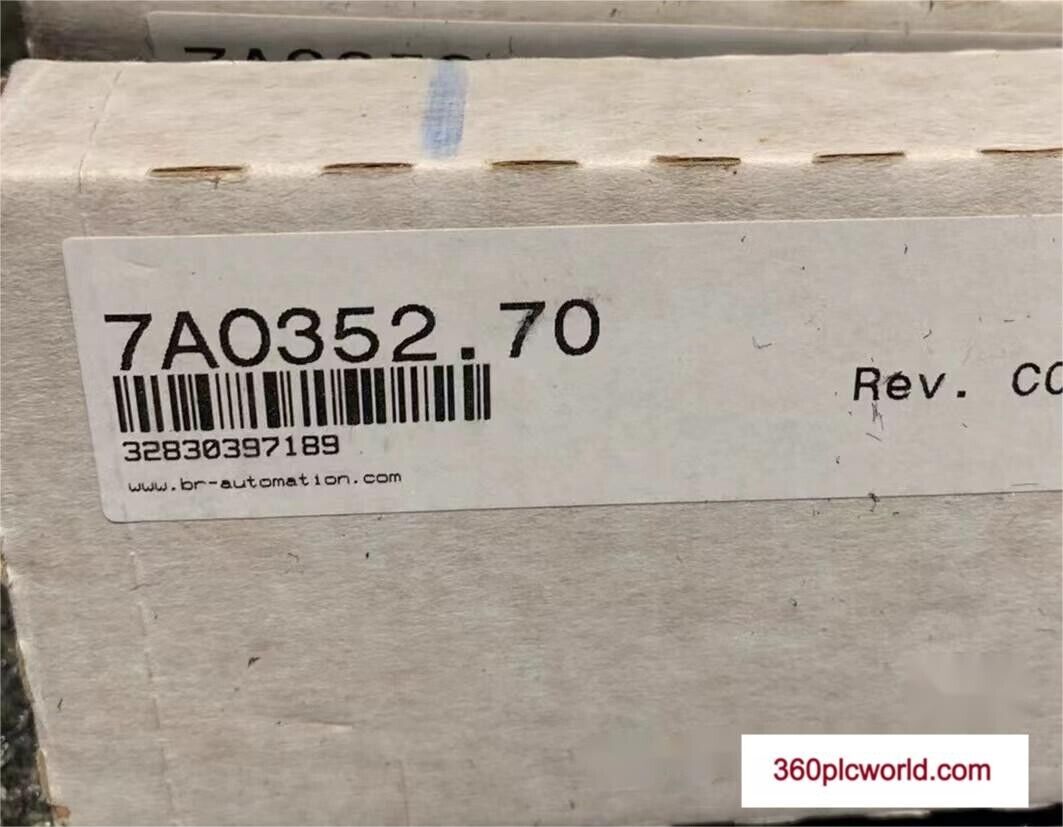 7A0352.70
Rev.
32830397189
www.br-automation.com
360plcworld.com